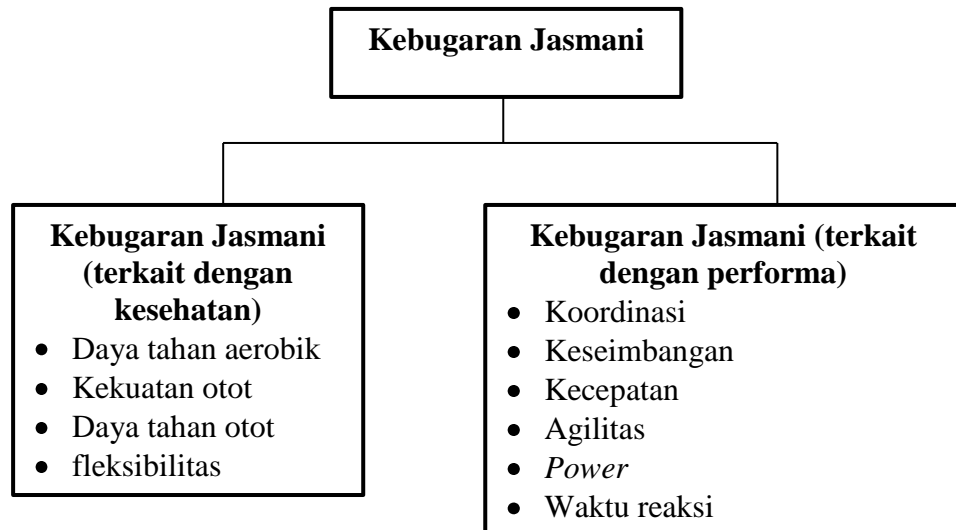 Kebugaran Jasmani
Kebugaran Jasmani
(terkait dengan
kesehatan)
• Daya tahan aerobik
• Kekuatan otot
• Daya tahan otot
• fleksibilitas
Kebugaran Jasmani (terkait
dengan performa)
• Koordinasi
• Keseimbangan
• Kecepatan
• Agilitas
• Power
• Waktu reaksi